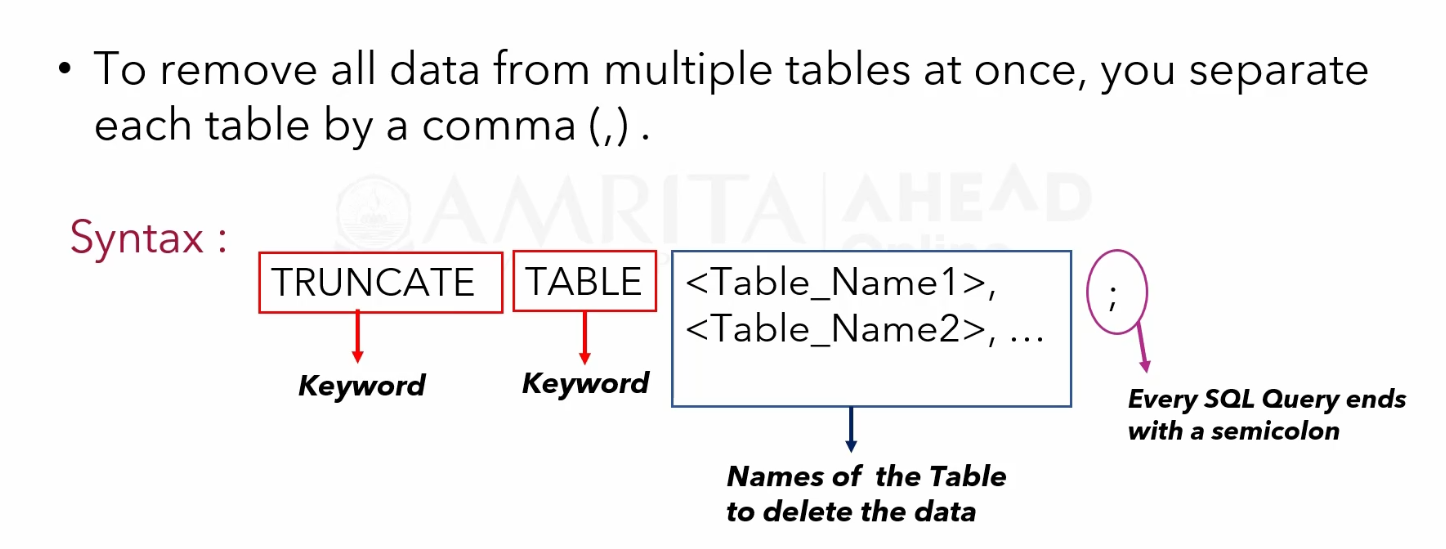 • To remove all data from multiple tables at once, you separate
each table by a comma (,) .
AMRITA AHEAD
Online
Syntax :
TRUNCATE TABLE <Table_Name1>, ;
<Table_Name2>, ...
Keyword Keyword
Every SQL Query ends
with a semicolon
Names of the Table
to delete the data